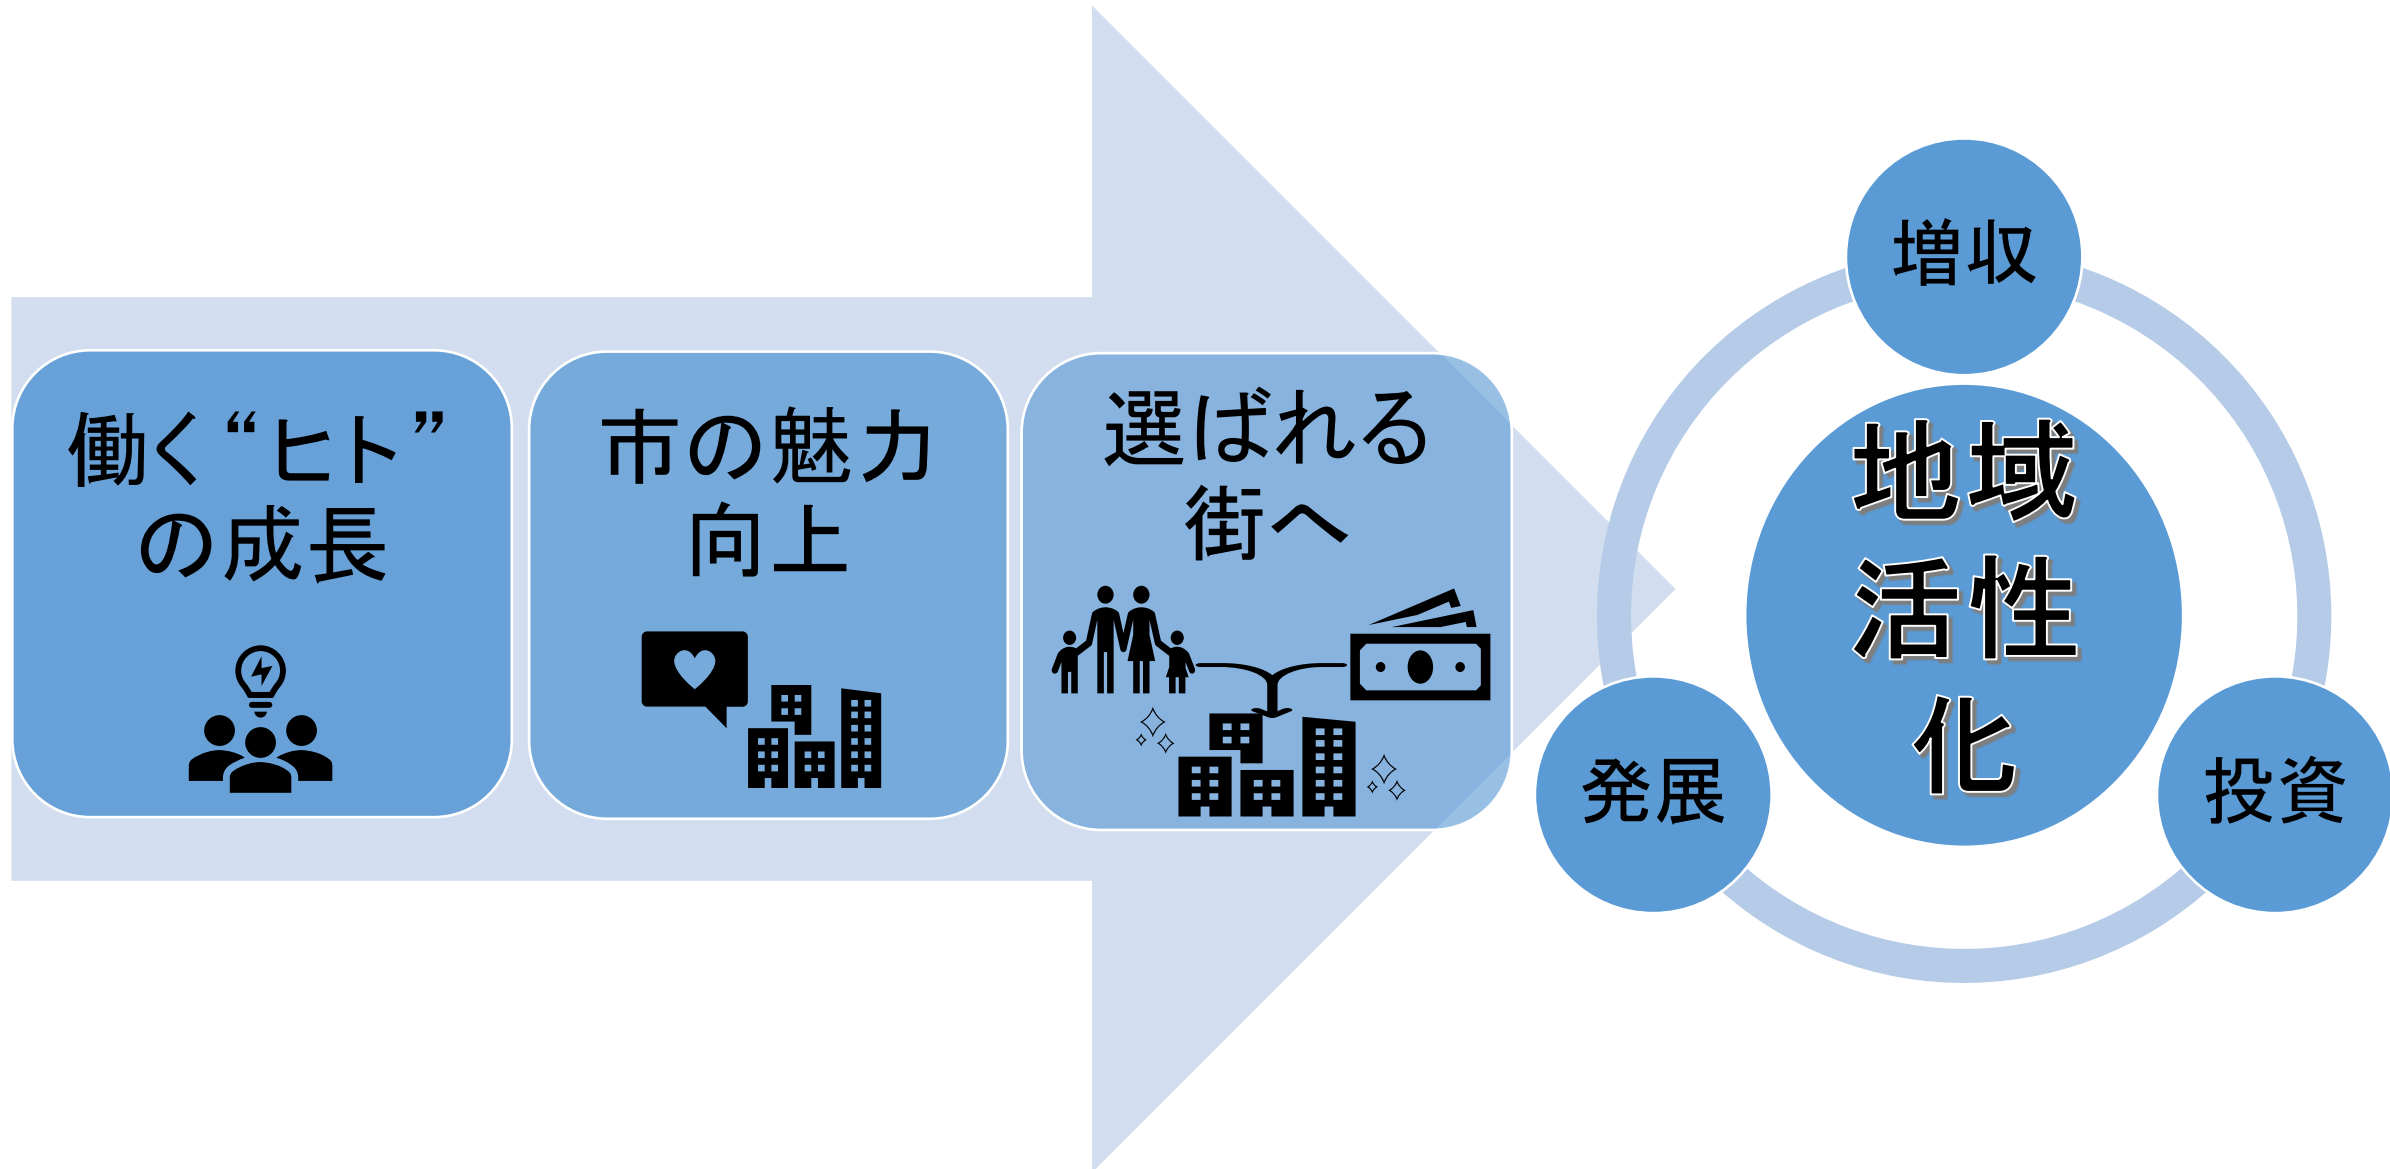 働く“ヒト”
の成長
市の魅力
向上
選ばれる
街へ
増収
地域
活性
化
発展
投資